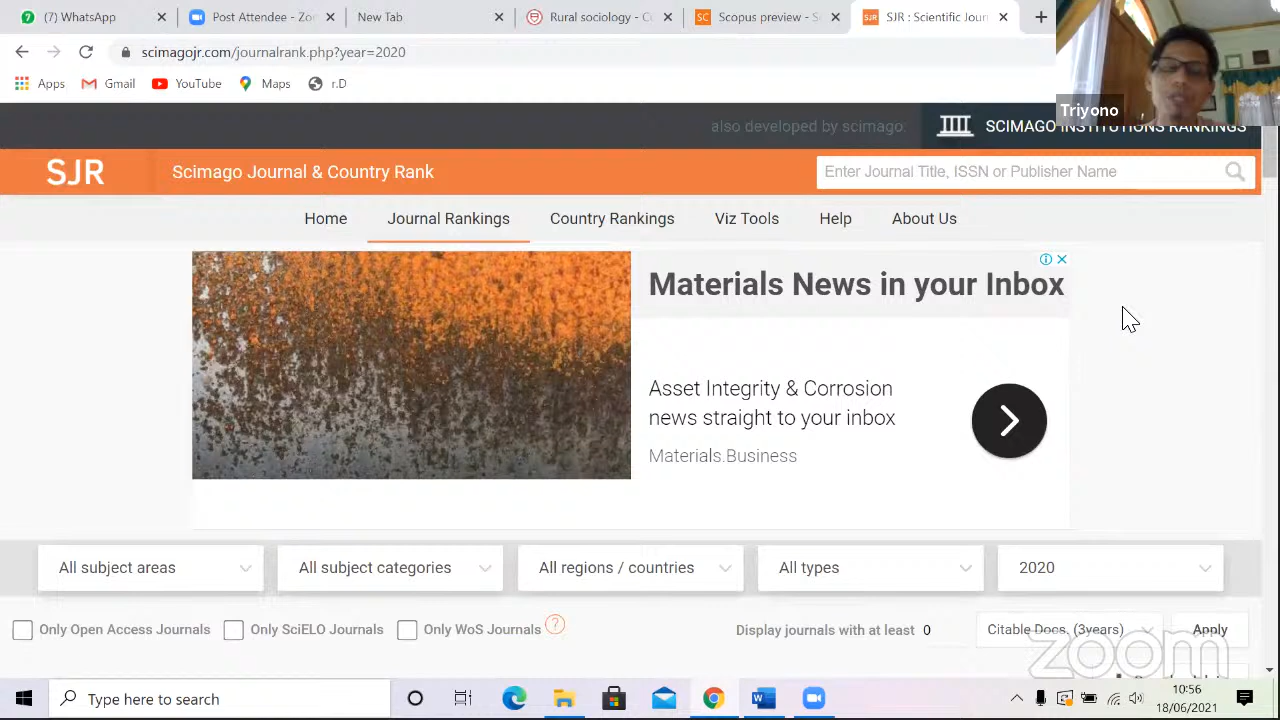 (7) WhatsApp
Post Attendee - Zo
New Tab
Rural sociology - C
SC Scopus preview - S
SJR SJR : Scientific Jour
scimagojr.com/journalrank.php?year=2020
Apps
Gmail
YouTube
Maps
r.D
Triyono
also developed by scimago:
SCIMAGO INSTITUTIONS RANKINGS
SJR
Scimago Journal & Country Rank
Enter Journal Title, ISSN or Publisher Name
Home
Journal Rankings
Country Rankings
Viz Tools
Help
About Us
Materials News in your Inbox
Asset Integrity & Corrosion
news straight to your inbox
Materials.Business
All subject areas
All subject categories
All regions / countries
All types
2020
Only Open Access Journals
Only SciELO Journals
Only WoS Journals
?
Display journals with at least 0
Citable Docs. (3years)
Apply
zoom
Type here to search
10:56
18/06/2021